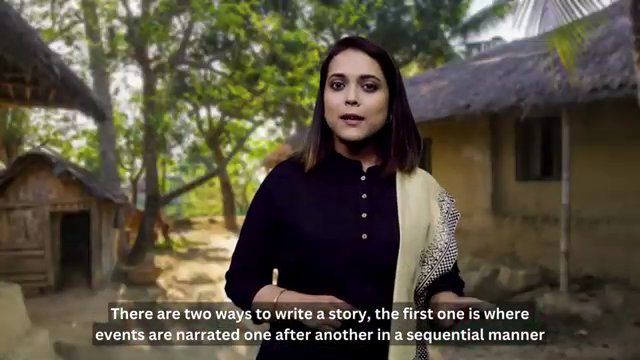 There are two ways to write a story, the first one is where
events are narrated one after another in a sequential manner